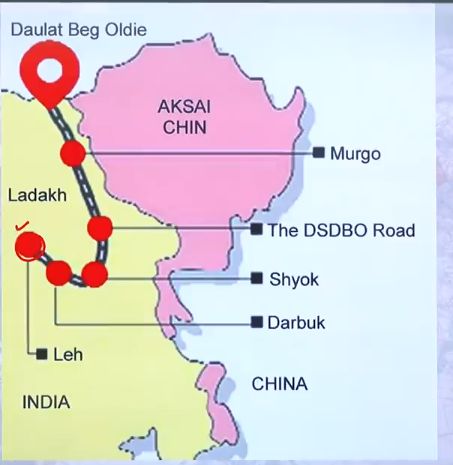 Daulat Beg Oldie
AKSAI
CHIN
Murgo
Ladakh
The DSDBO Road
Shyok
Darbuk
Leh
CHINA
INDIA